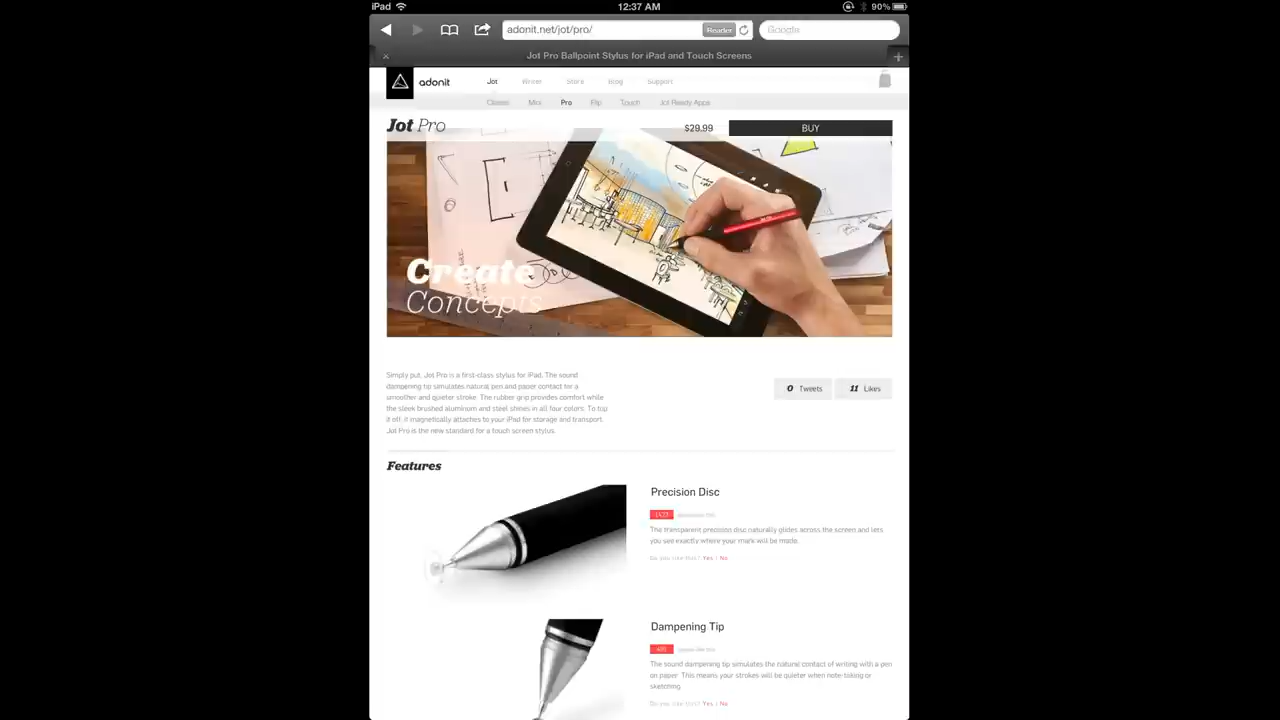 iPad 12:37 AM 90%
adonit.net/jot/pro/ Reader Google
Jot Pro Ballpoint Stylus for iPad and Touch Screens
adonit Jot Writer Store Blog Support
Classic Mini Pro Flip Touch Jot Ready Apps
Jot Pro $29.99 BUY
Create
Concepts
Simply put, Jot Pro is a first-class stylus for iPad. The sound
dampening tip simulates natural pen and paper contact for a
smoother and quieter stroke. The rubber grip provides comfort while
the sleek brushed aluminum and steel shines in all four colors. To top
it off, it magnetically attaches to your iPad for storage and transport.
Jot Pro is the new standard for a touch screen stylus.
0 Tweets 11 Likes
Features
Precision Disc
The transparent precision disc naturally glides across the screen and lets
you see exactly where your mark will be made.
Do you like this? Yes | No
Dampening Tip
The sound dampening tip simulates the natural contact of writing with a pen
on paper. This means your strokes will be quieter when note-taking or
sketching.
Do you like this? Yes | No